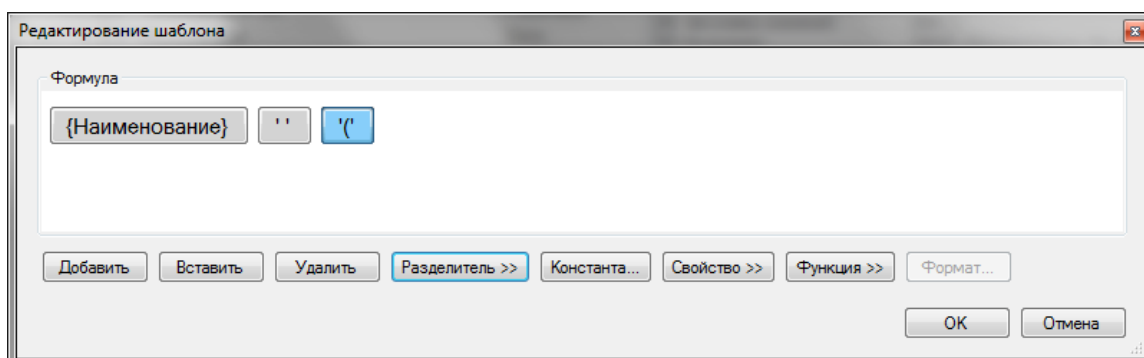 Редактирование шаблона
Формула
{Наименование} ' ' '('
Добавить Вставить Удалить Разделитель >> Константа... Свойство >> Функция >> Формат...
OK Отмена